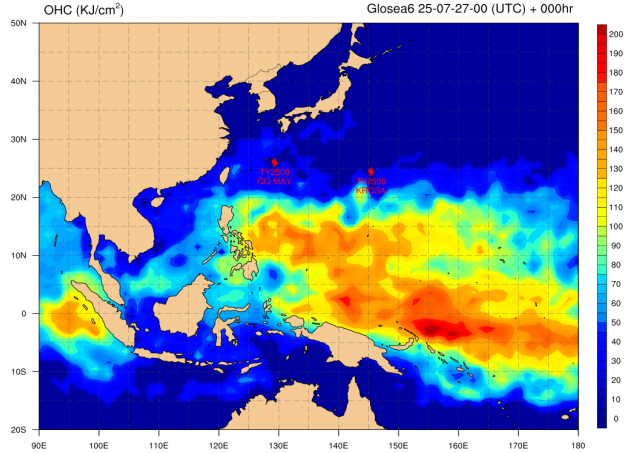 OHC (KJ/cm²)
Glosea6 25-07-27-00 (UTC) + 000hr
50N
40N
30N
20N
10N
0
10S
20S
90E 100E 110E 120E 130E 140E 150E 160E 170E 180
TY2508
CO-MAY
TY2509
KROSA
200
190
180
170
160
150
140
130
120
110
100
90
80
70
60
50
40
30
20
10
0